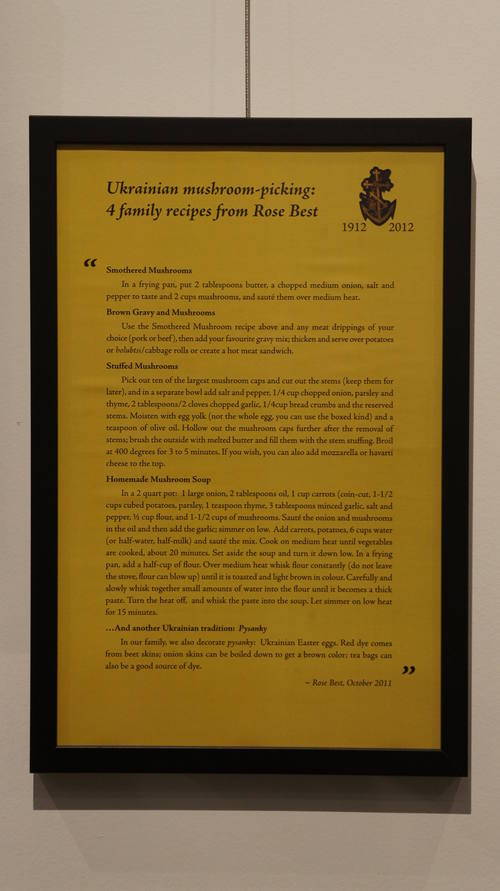 Ukrainian mushroom-picking:
4 family recipes from Rose Best
1912 2012
“
Smothered Mushrooms
In a frying pan, put 2 tablespoons butter, a chopped medium onion, salt and
pepper to taste and 2 cups mushrooms, and sauté them over medium heat.
Brown Gravy and Mushrooms
Use the Smothered Mushroom recipe above and any meat drippings of your
choice (pork or beef), then add your favourite gravy mix; thicken and serve over potatoes
or holubtsi/cabbage rolls or create a hot meat sandwich.
Stuffed Mushrooms
Pick out ten of the largest mushroom caps and cut out the stems (keep them for
later), and in a separate bowl add salt and pepper, 1/4 cup chopped onion, parsley and
thyme, 2 tablespoons/2 cloves chopped garlic, 1/4cup bread crumbs and the reserved
stems. Moisten with egg yolk (not the whole egg, you can use the boxed kind) and a
teaspoon of olive oil. Hollow out the mushroom caps further after the removal of
stems; brush the outside with melted butter and fill them with the stem stuffing. Broil
at 400 degrees for 3 to 5 minutes. If you wish, you can also add mozzarella or havarti
cheese to the top.
Homemade Mushroom Soup
In a 2 quart pot: 1 large onion, 2 tablespoons oil, 1 cup carrots (coin-cut, 1-1/2
cups cubed potatoes, parsley, 1 teaspoon thyme, 3 tablespoons minced garlic, salt and
pepper, ½ cup flour, and 1-1/2 cups of mushrooms. Sauté the onion and mushrooms
in the oil and then add the garlic; simmer on low. Add carrots, potatoes, 6 cups water
(or half-water, half-milk) and sauté the mix. Cook on medium heat until vegetables
are cooked, about 20 minutes. Set aside the soup and turn it down low. In a frying
pan, add a half-cup of flour. Over medium heat whisk flour constantly (do not leave
the stove, flour can blow up) until it is toasted and light brown in colour. Carefully and
slowly whisk together small amounts of water into the flour until it becomes a thick
paste. Turn the heat off, and whisk the paste into the soup. Let simmer on low heat
for 15 minutes.
…And another Ukrainian tradition: Pysanky
In our family, we also decorate pysanky: Ukrainian Easter eggs. Red dye comes
from beet skins; onion skins can be boiled down to get a brown color; tea bags can
also be a good source of dye.
”
– Rose Best, October 2011